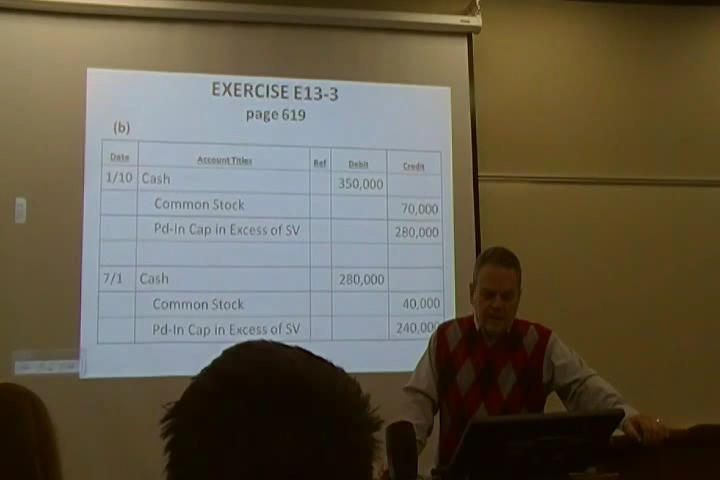 EXERCISE E13-3
page 619
(b)
Date Account Titles Ref Debit Credit
1/10 Cash 350,000
Common Stock 70,000
Pd-In Cap in Excess of SV 280,000
7/1 Cash 280,000
Common Stock 40,000
Pd-In Cap in Excess of SV 240,000